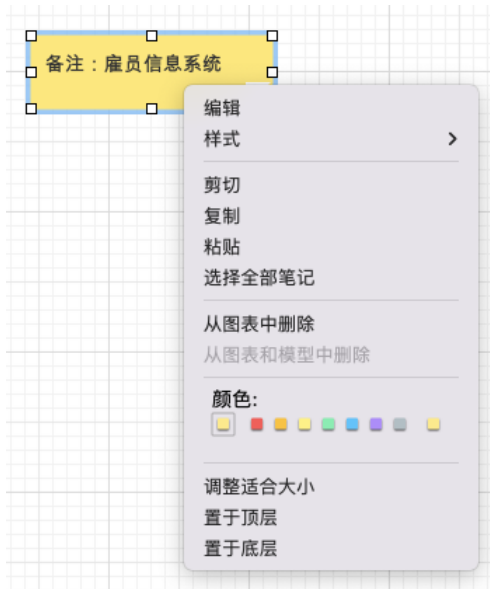 备注：雇员信息系统
编辑
样式
剪切
复制
粘贴
选择全部笔记
从图表中删除
从图表和模型中删除
颜色:
调整适合大小
置于顶层
置于底层